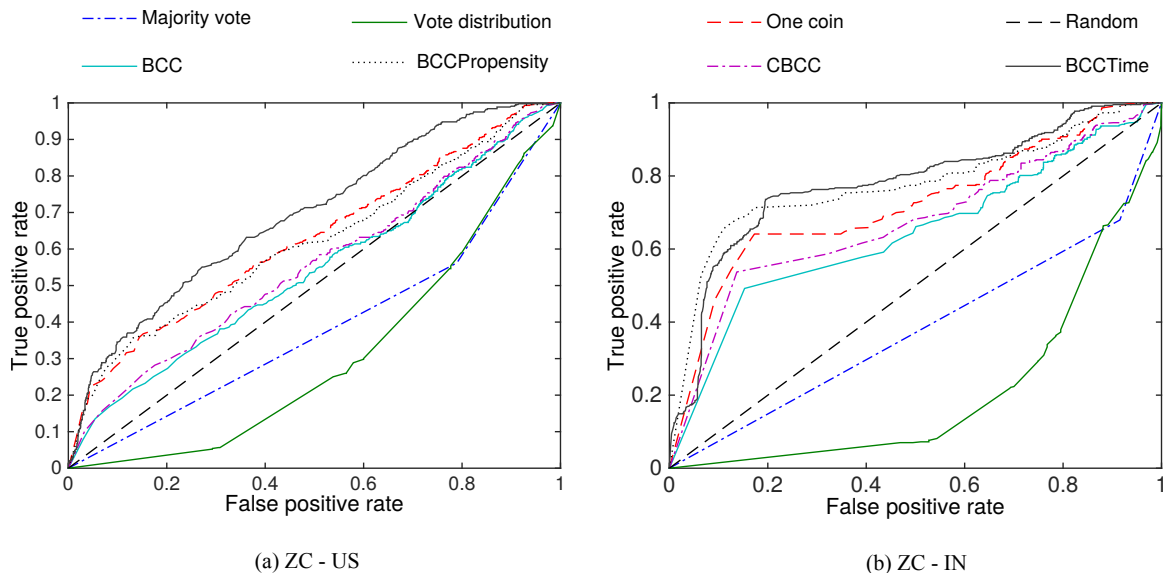 Majority vote
Vote distribution
One coin
Random
BCC
BCCPropensity
CBCC
BCCTime
1
0.9
0.8
0.7
0.6
0.5
0.4
0.3
0.2
0.1
0
True positive rate
0 0.2 0.4 0.6 0.8 1
False positive rate
(a) ZC - US
1
0.8
0.6
0.4
0.2
0
True positive rate
0 0.2 0.4 0.6 0.8 1
False positive rate
(b) ZC - IN